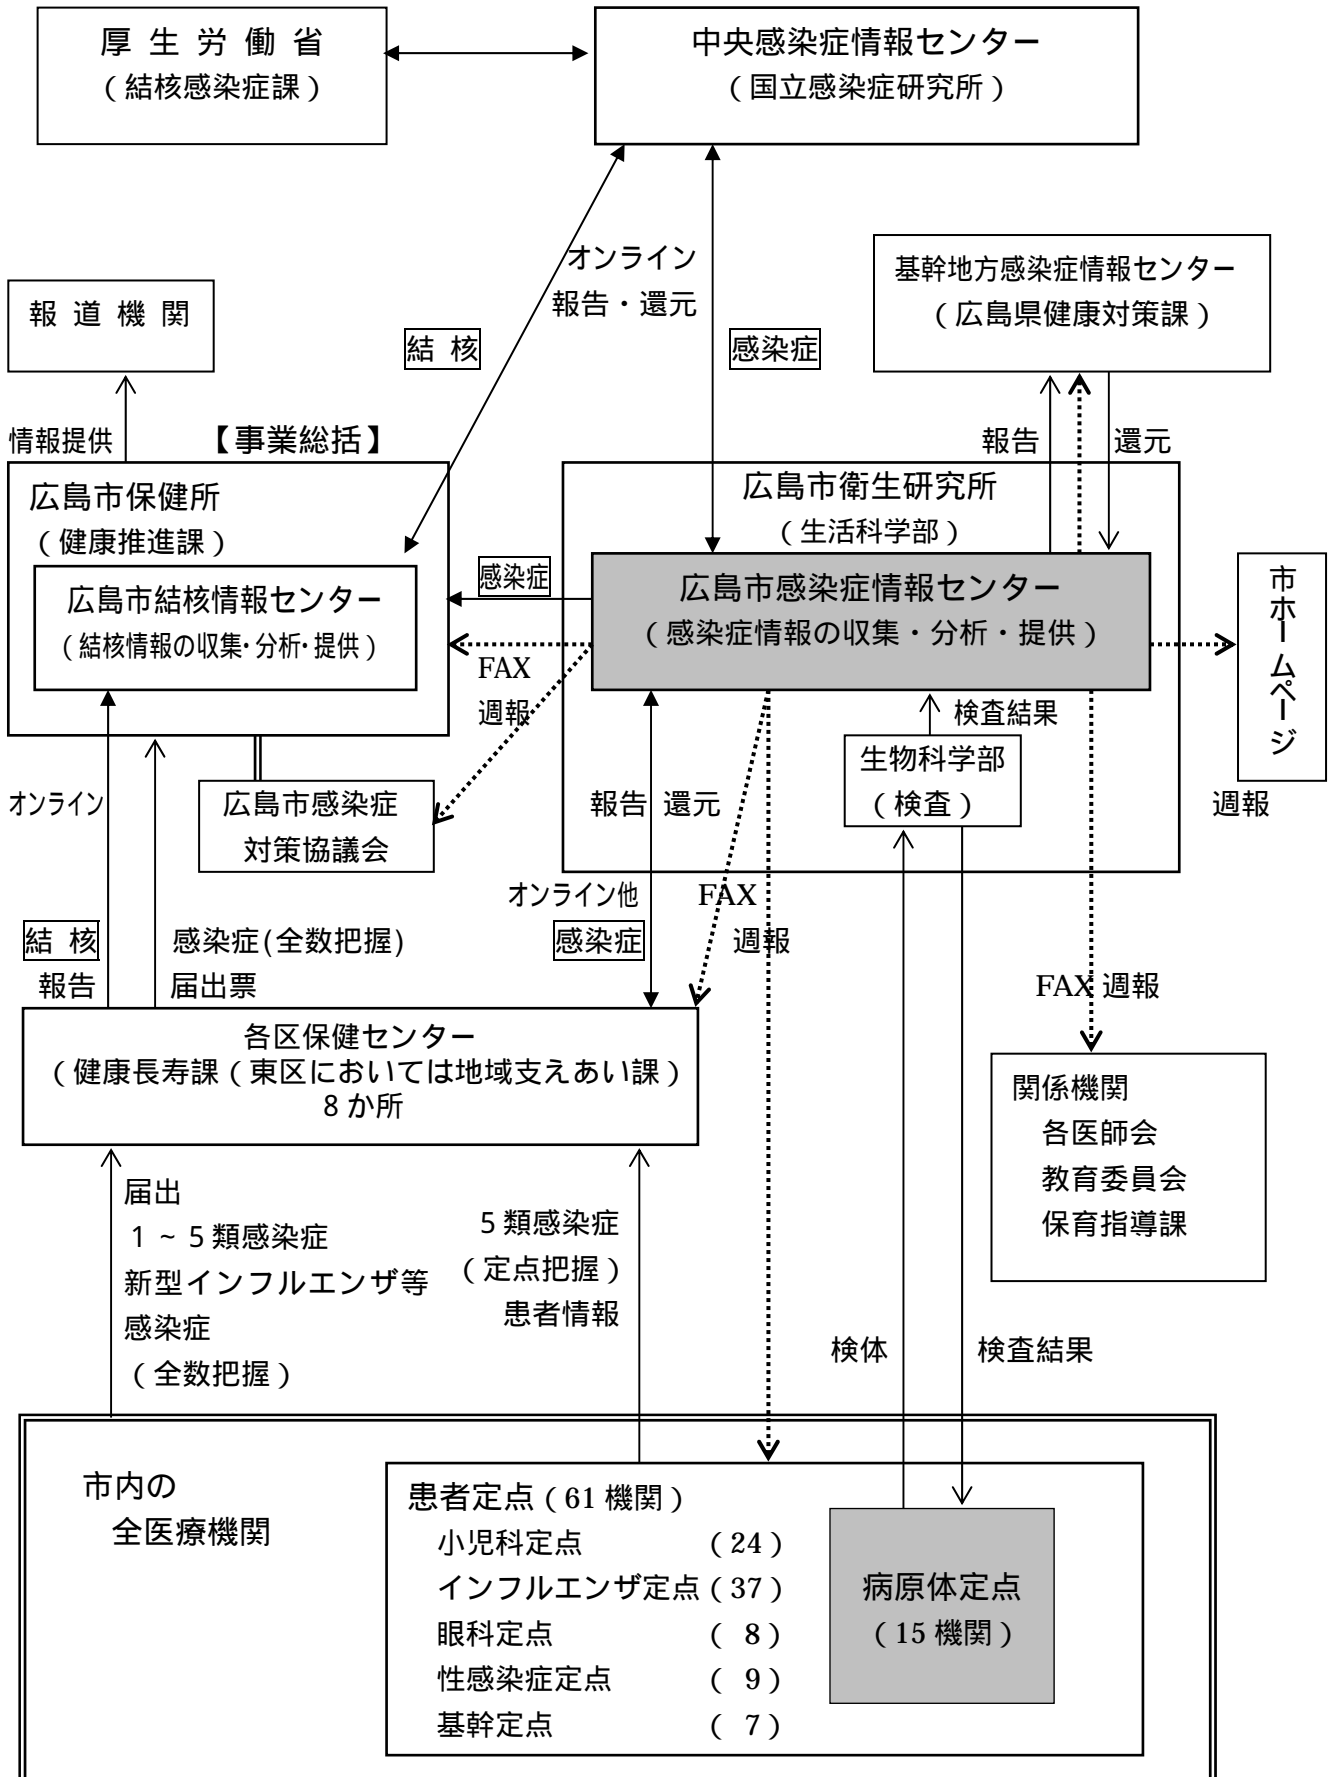 厚 生 労 働 省
（結核感染症課）
中央感染症情報センター
（国立感染症研究所）
オンライン
報告・還元
結 核
感染症
基幹地方感染症情報センター
（広島県健康対策課）
報 道 機 関
情報提供
【事業総括】
報告
還元
広島市保健所
（健康推進課）
広島市結核情報センター
（結核情報の収集・分析・提供）
感染症
FAX
週報
広島市衛生研究所
（生活科学部）
広島市感染症情報センター
（感染症情報の収集・分析・提供）
検査結果
生物科学部
（検査）
市ホームページ
週報
オンライン
広島市感染症
対策協議会
報告
還元
オンライン他
感染症
FAX
週報
結 核
報告
感染症(全数把握)
届出票
FAX 週報
各区保健センター
（健康長寿課（東区においては地域支えあい課）
8 か所
関係機関
各医師会
教育委員会
保育指導課
届出
1 ~ 5 類感染症
新型インフルエンザ等
感染症
（全数把握）
5 類感染症
（定点把握）
患者情報
検体
検査結果
市内の
全医療機関
患者定点（61 機関）
小児科定点 （24）
インフルエンザ定点（37）
眼科定点 （ 8）
性感染症定点 （ 9）
基幹定点 （ 7）
病原体定点
（15 機関）